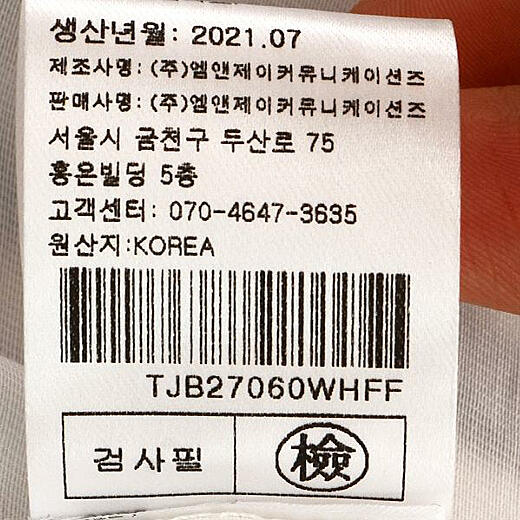 생산년월: 2021.07
제조사명: (주)엠앤제이커뮤니케이션즈
판매사명: (주)엠앤제이커뮤니케이션즈
서울시 금천구 두산로 75
홍은빌딩 5층
고객센터: 070-4647-3635
원산지:KOREA
TJB27060WHFF
검사필 檢